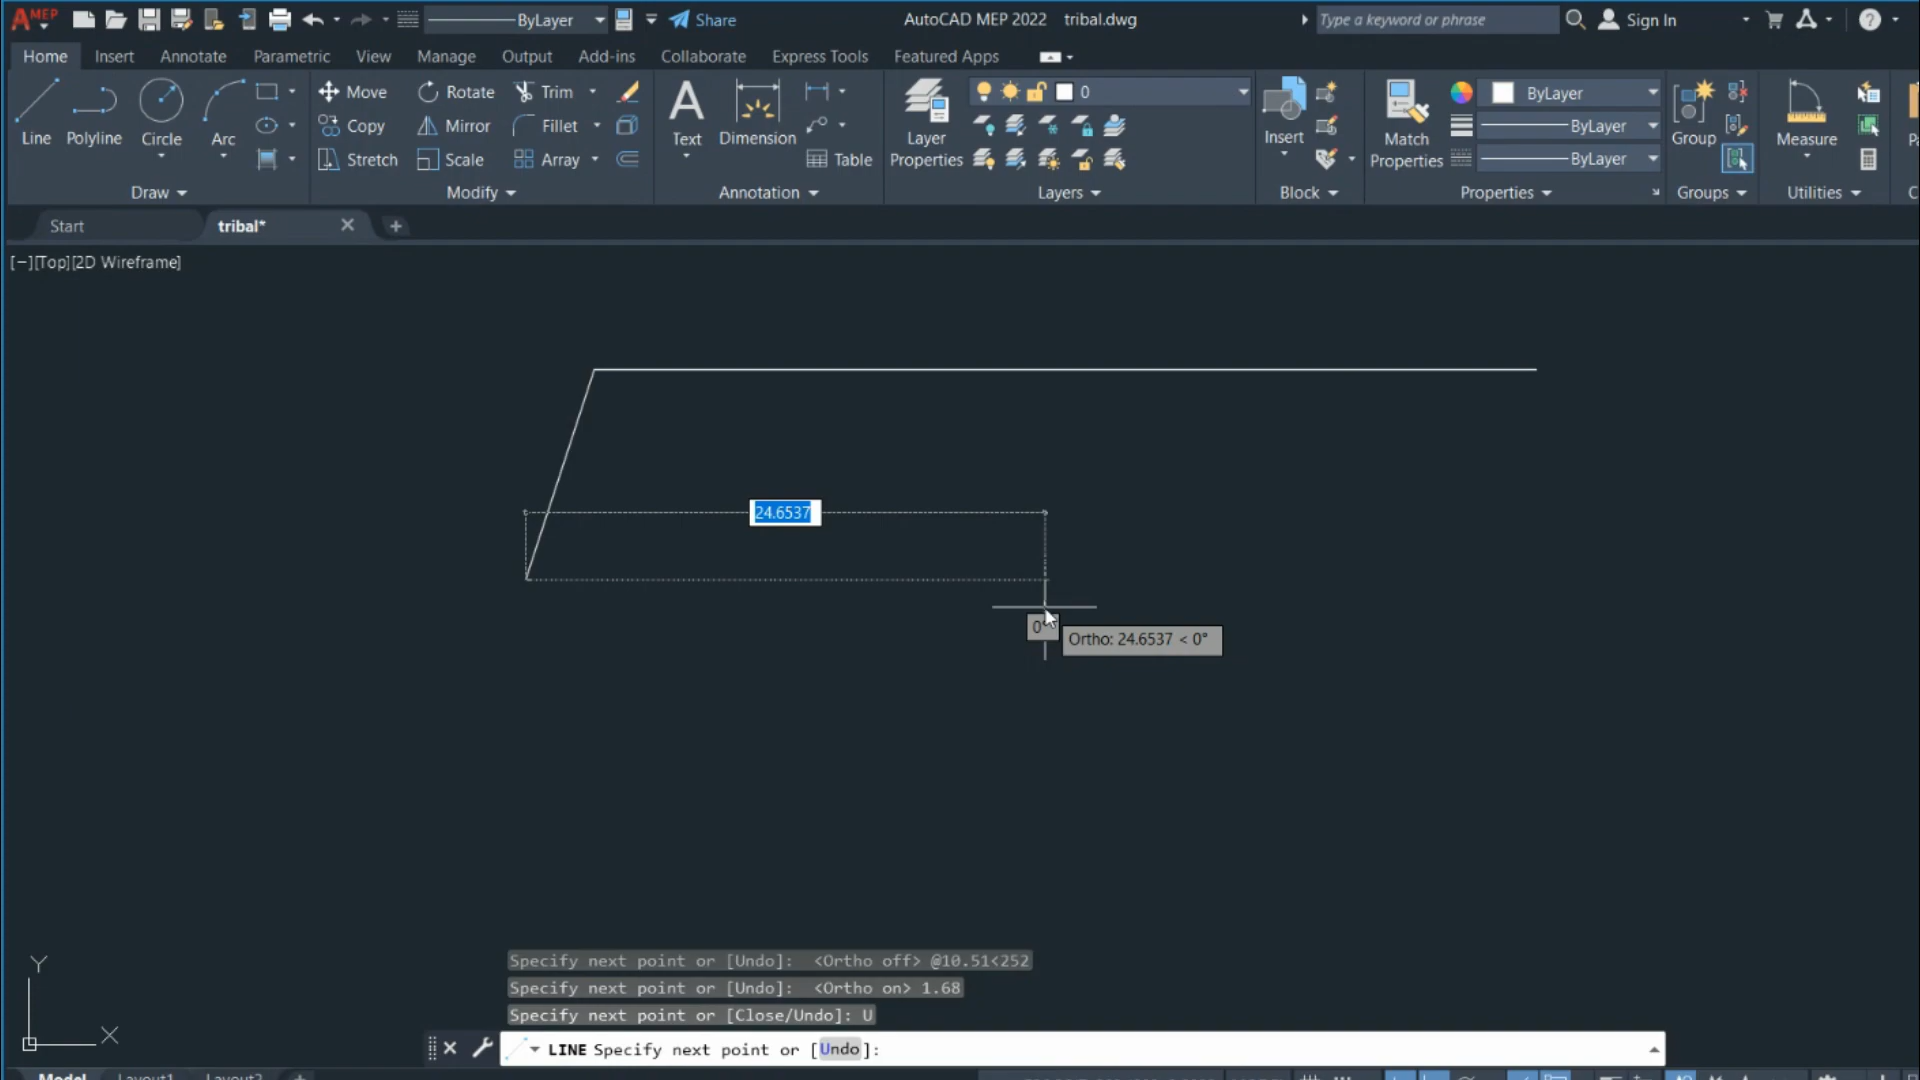 A MEP ByLayer Share AutoCAD MEP 2022 tribal.dwg Type a keyword or phrase Sign In ?
Home Insert Annotate Parametric View Manage Output Add-ins Collaborate Express Tools Featured Apps
Line Polyline Circle Arc
Move Rotate Trim
Copy Mirror Fillet
Stretch Scale Array
Text Dimension Table
Layer Properties
0
Insert
Match Properties
ByLayer
ByLayer
ByLayer
Group
Measure
Draw Modify Annotation Layers Block Properties Groups Utilities
Start tribal* +
[−][Top][2D Wireframe]
24.6537
0°
Ortho: 24.6537 < 0°
Specify next point or [Undo]: <Ortho off> @10.51<252
Specify next point or [Undo]: <Ortho on> 1.68
Specify next point or [Close/Undo]: U
Y
X
LINE Specify next point or [Undo]:
Model Layout1 Layout2 +